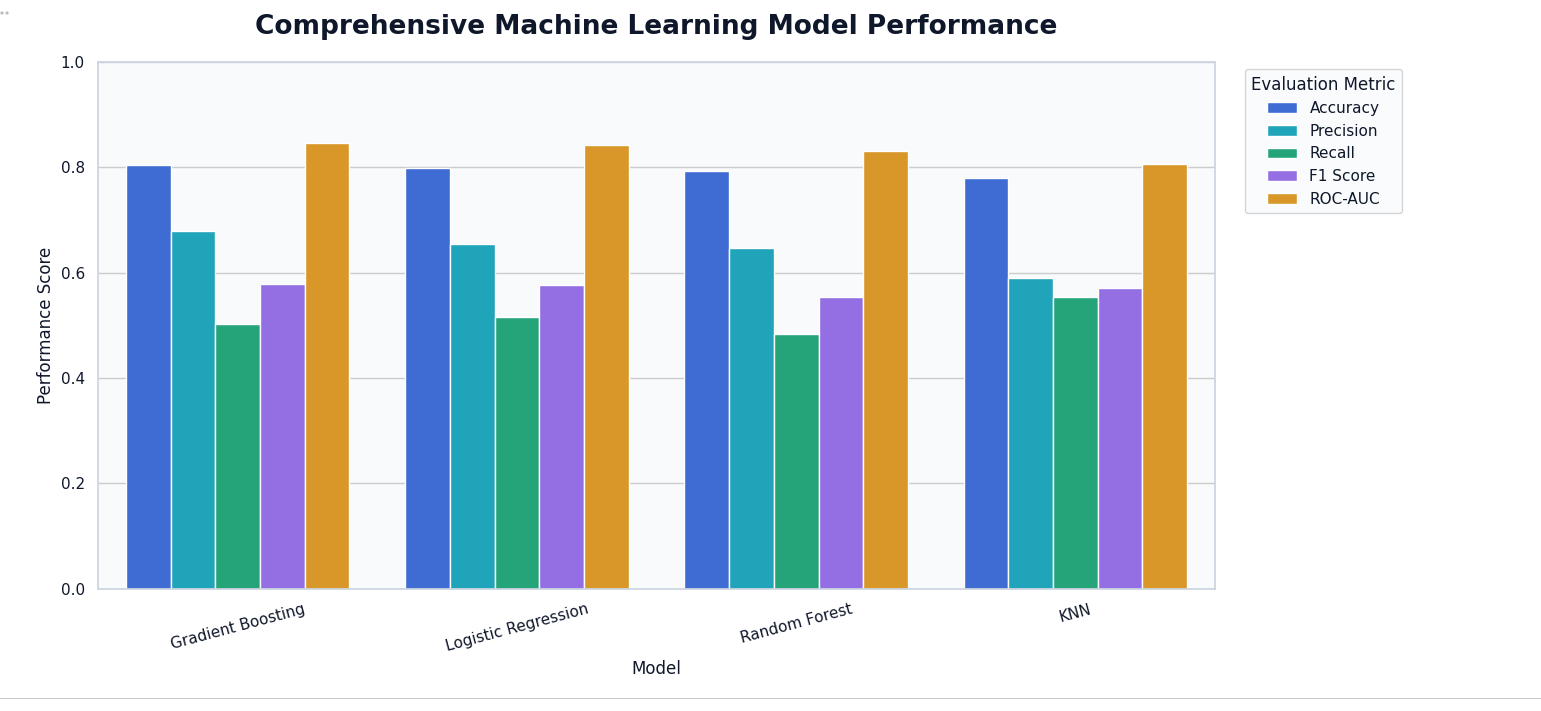 Comprehensive Machine Learning Model Performance
1.0
0.8
0.6
0.4
0.2
0.0
Performance Score
Gradient Boosting
Logistic Regression
Random Forest
KNN
Model
Evaluation Metric
Accuracy
Precision
Recall
F1 Score
ROC-AUC